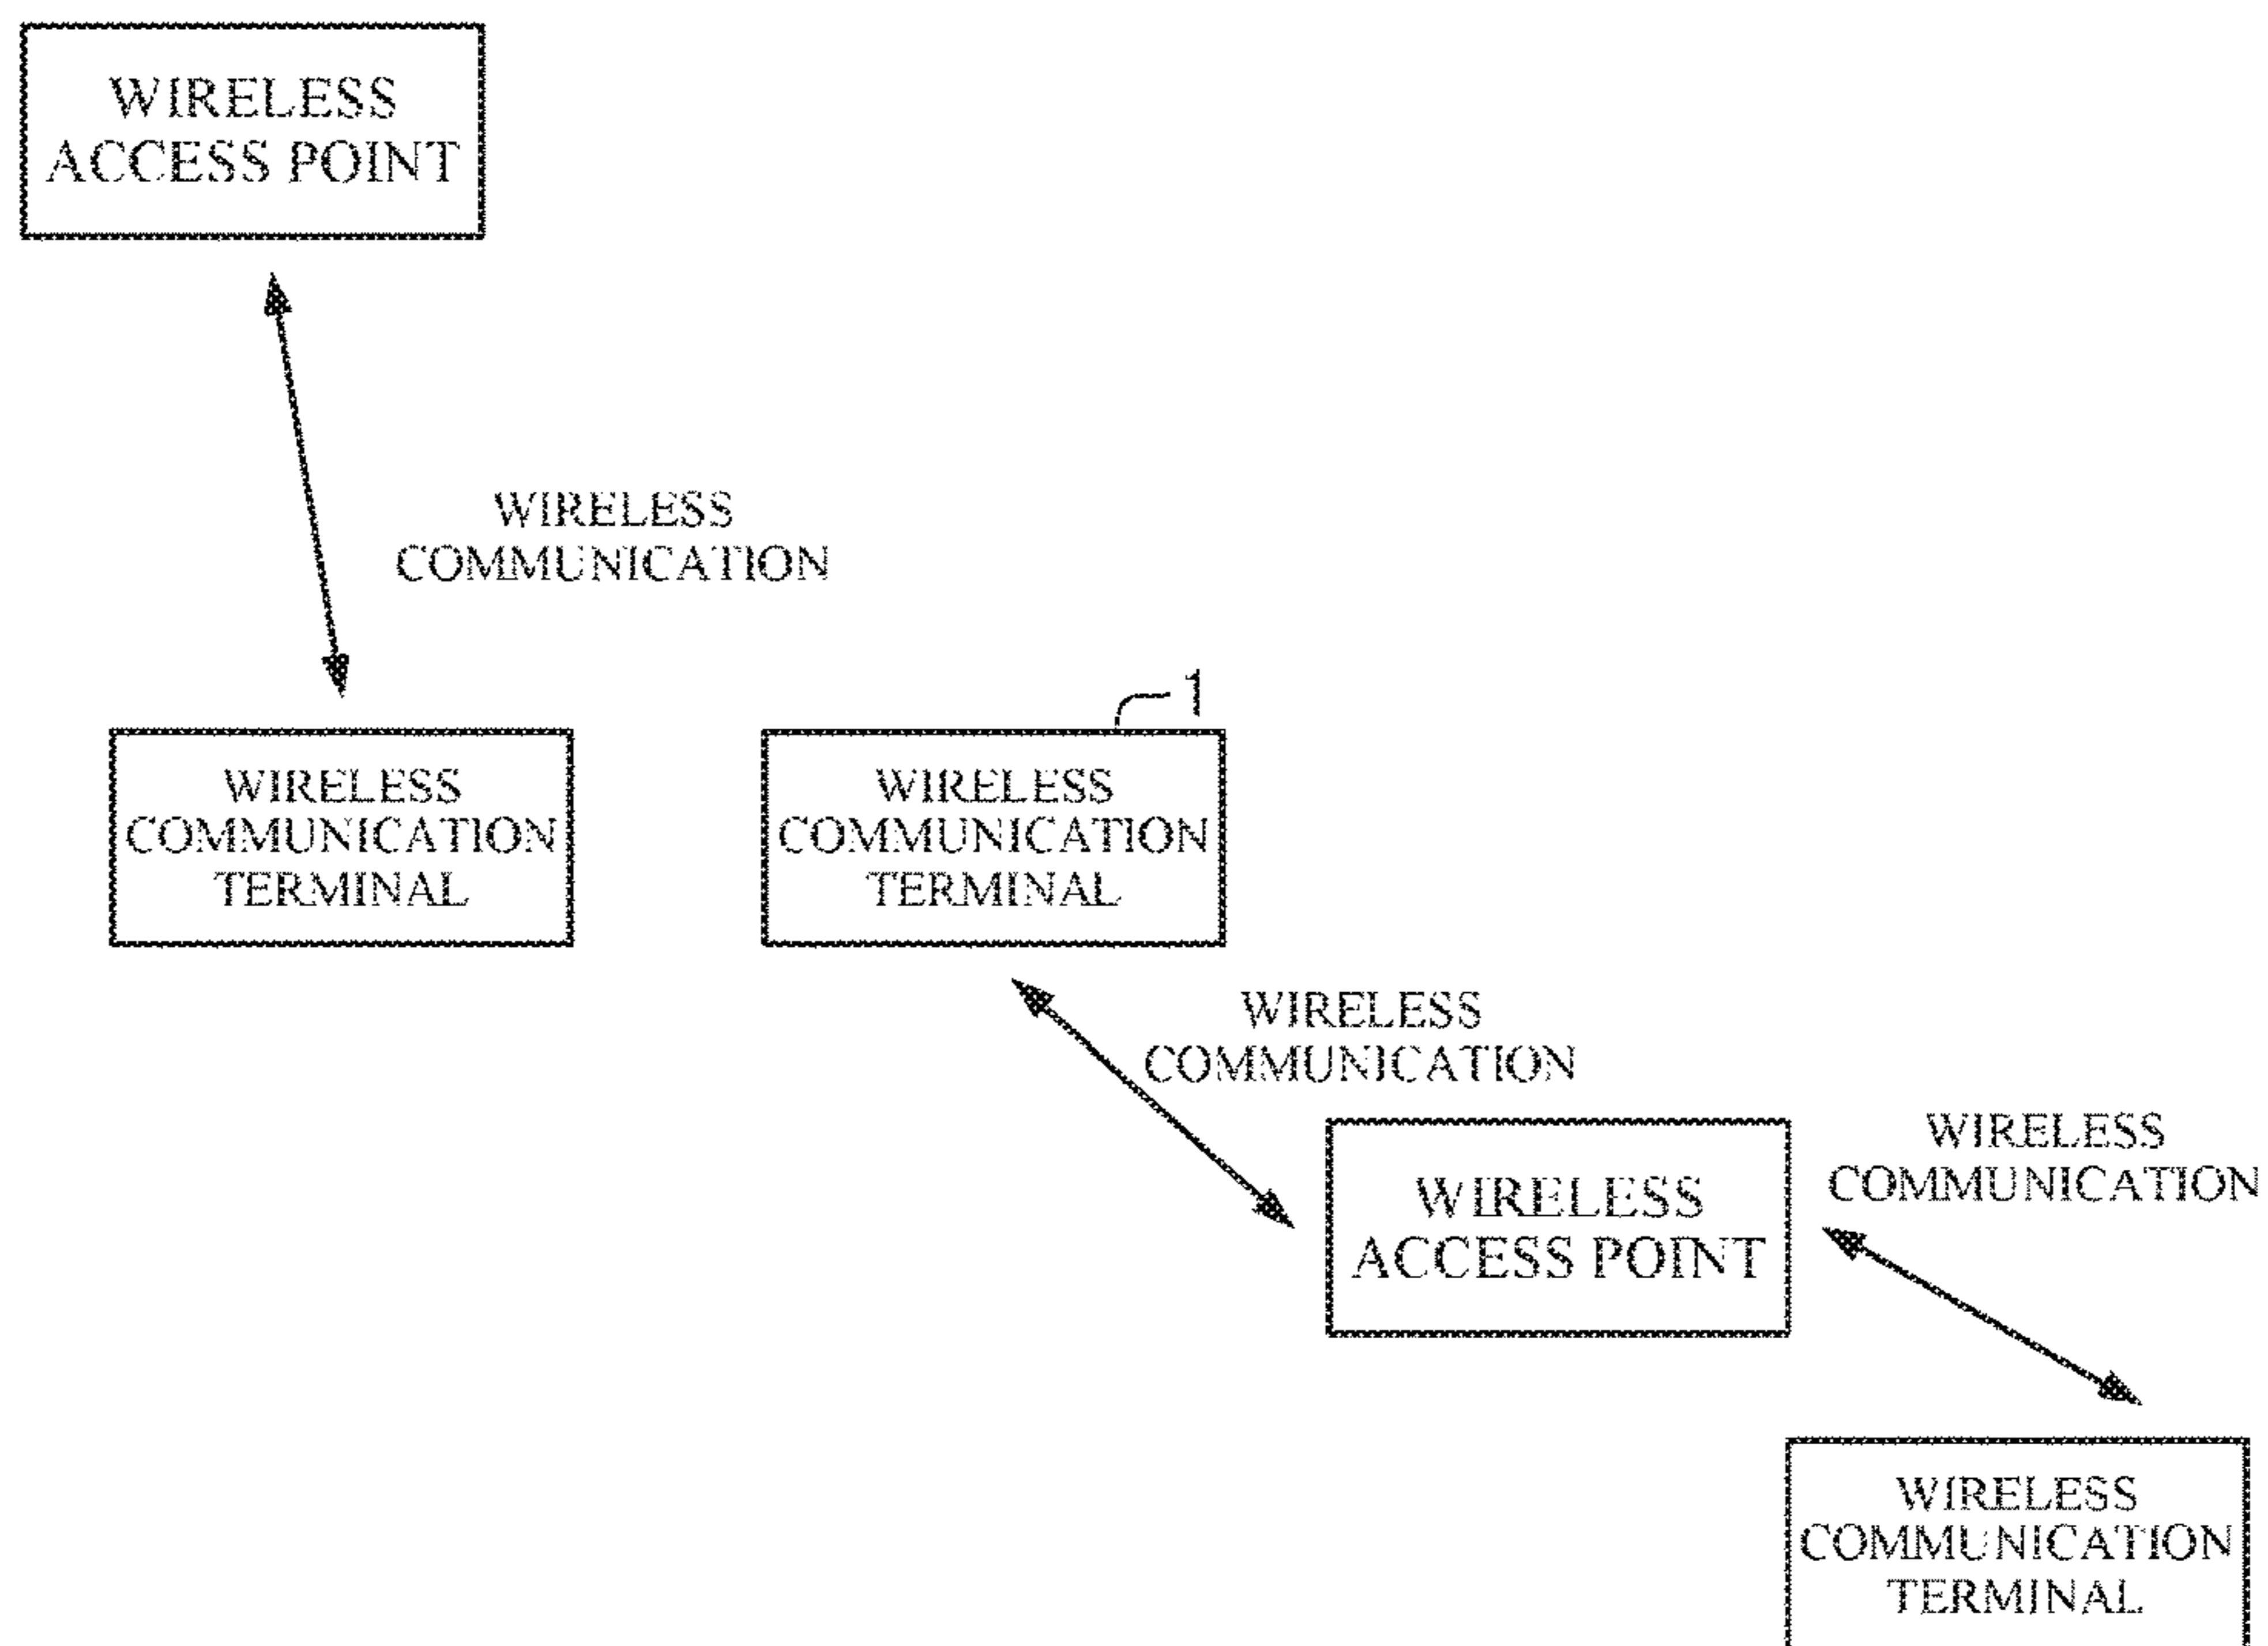 WIRELESS
ACCESS POINT
WIRELESS
COMMUNICATION
1
WIRELESS
COMMUNICATION
TERMINAL
WIRELESS
COMMUNICATION
TERMINAL
WIRELESS
COMMUNICATION
WIRELESS
ACCESS POINT
WIRELESS
COMMUNICATION
WIRELESS
COMMUNICATION
TERMINAL